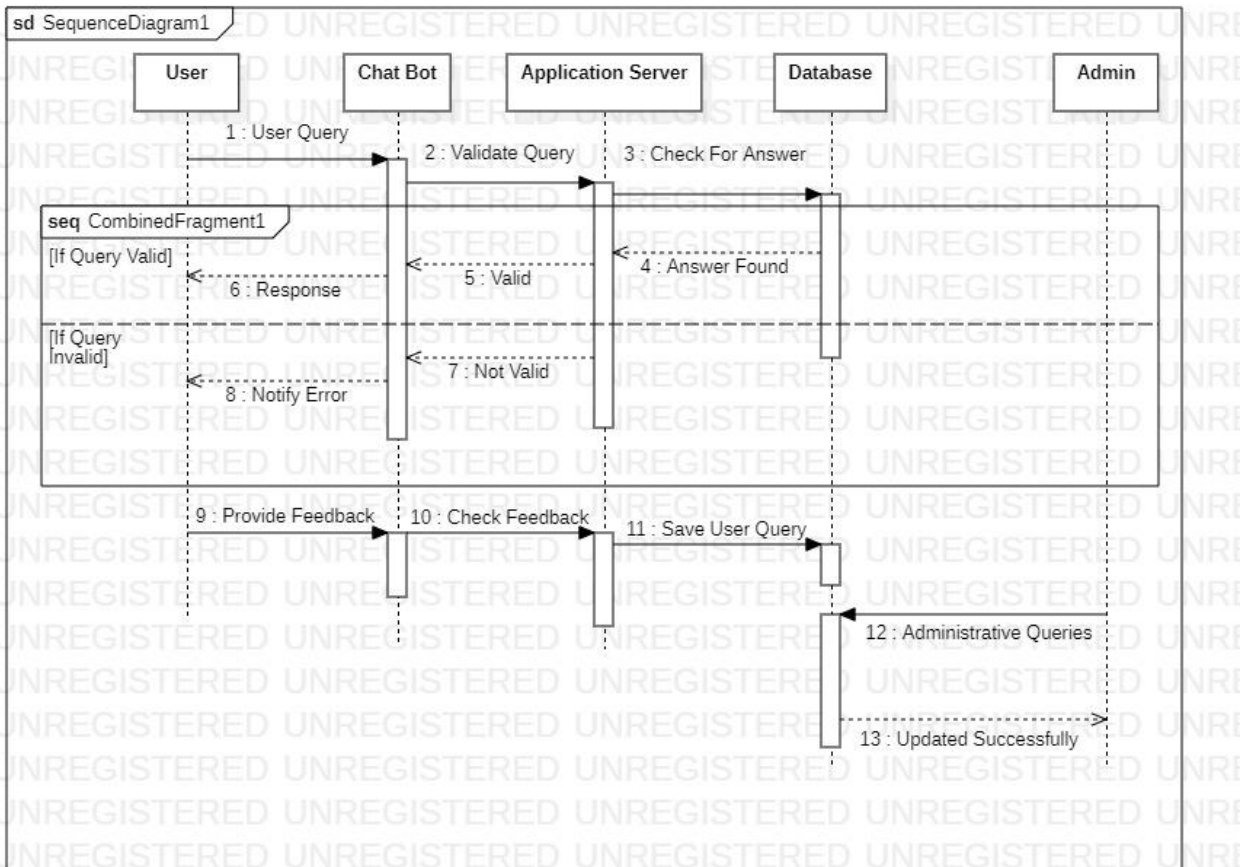 sd SequenceDiagram1
User
Chat Bot
Application Server
Database
Admin
1 : User Query
2 : Validate Query
3 : Check For Answer
seq CombinedFragment1
[If Query Valid]
4 : Answer Found
5 : Valid
6 : Response
[If Query
Invalid]
7 : Not Valid
8 : Notify Error
9 : Provide Feedback
10 : Check Feedback
11 : Save User Query
12 : Administrative Queries
13 : Updated Successfully
UNREGISTERED UNREGISTERED UNREGISTERED UNREGISTERED